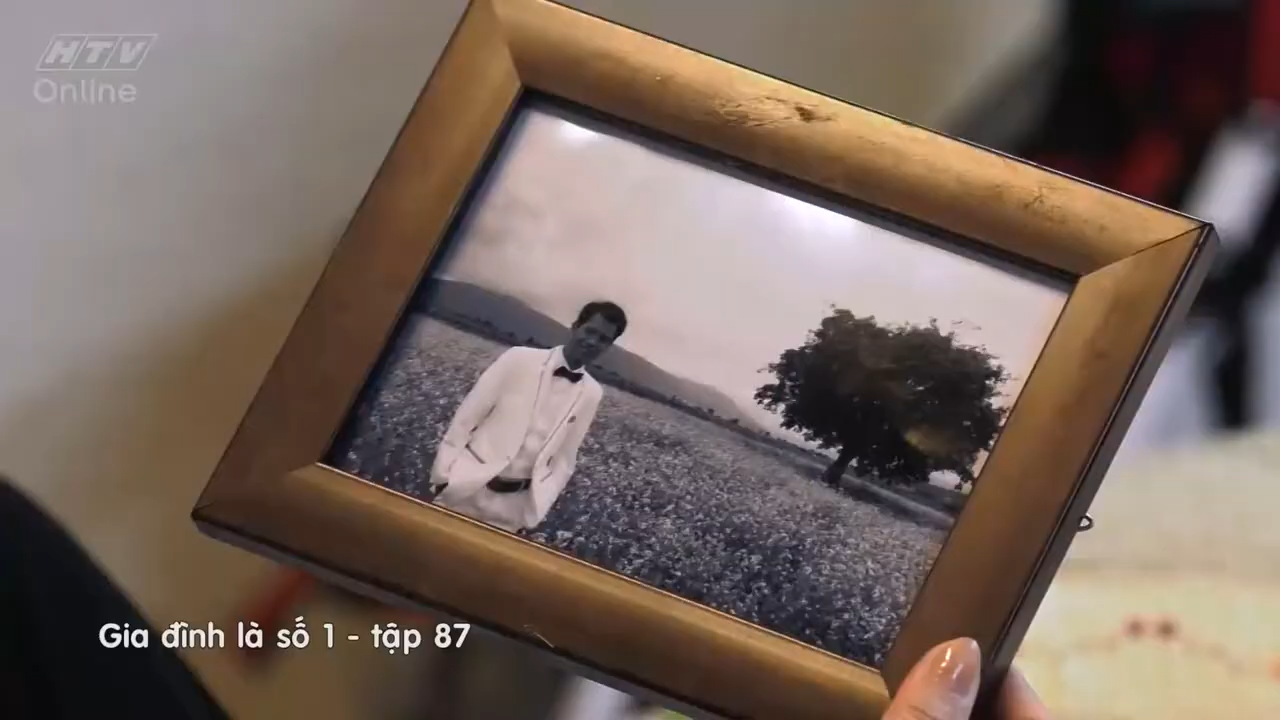 HTV
Online
Gia đình là số 1 - tập 87